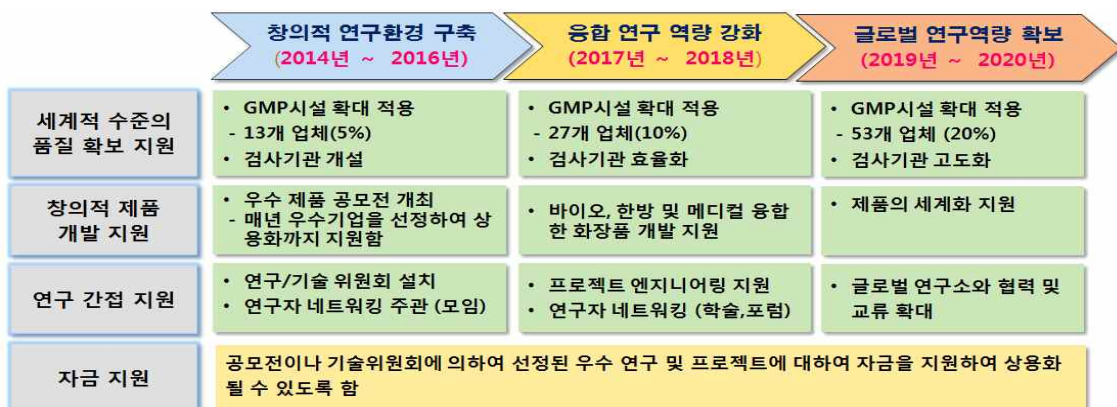 창의적 연구환경 구축
(2014년 ~ 2016년)
융합 연구 역량 강화
(2017년 ~ 2018년)
글로벌 연구역량 확보
(2019년 ~ 2020년)
세계적 수준의
품질 확보 지원
• GMP시설 확대 적용
- 13개 업체(5%)
• 검사기관 개설
• GMP시설 확대 적용
- 27개 업체(10%)
• 검사기관 효율화
• GMP시설 확대 적용
- 53개 업체 (20%)
• 검사기관 고도화
창의적 제품
개발 지원
• 우수 제품 공모전 개최
- 매년 우수기업을 선정하여 상
용화까지 지원함
• 바이오, 한방 및 메디컬 융합
한 화장품 개발 지원
• 제품의 세계화 지원
연구 간접 지원
• 연구/기술 위원회 설치
• 연구자 네트워킹 주관 (모임)
• 프로젝트 엔지니어링 지원
• 연구자 네트워킹 (학술,포럼)
• 글로벌 연구소와 협력 및
교류 확대
자금 지원
공모전이나 기술위원회에 의하여 선정된 우수 연구 및 프로젝트에 대하여 자금을 지원하여 상용화
될 수 있도록 함